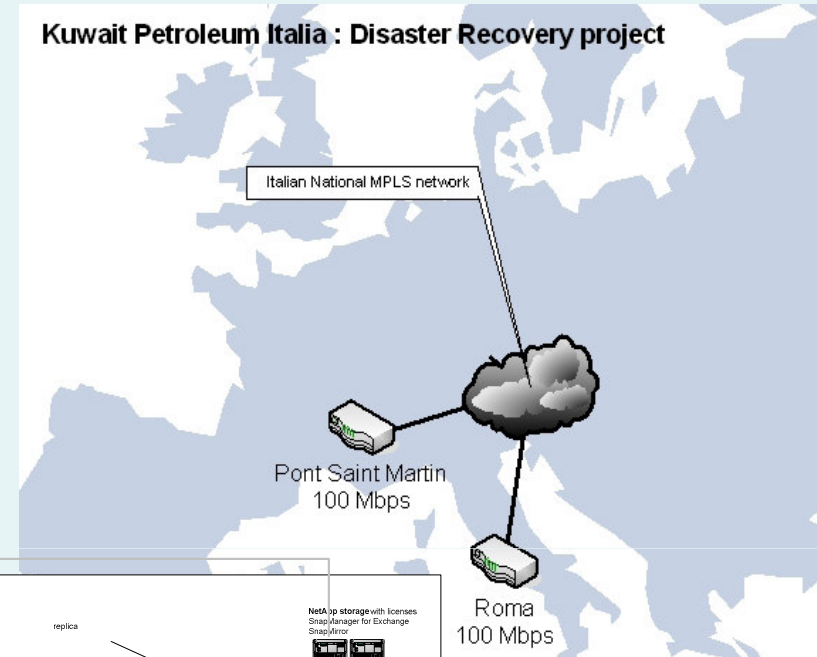 Kuwait Petroleum Italia : Disaster Recovery project
Italian National MPLS network
Pont Saint Martin
100 Mbps
Roma
100 Mbps
replica
NetApp storage with licenses
SnapManager for Exchange
SnapMirror